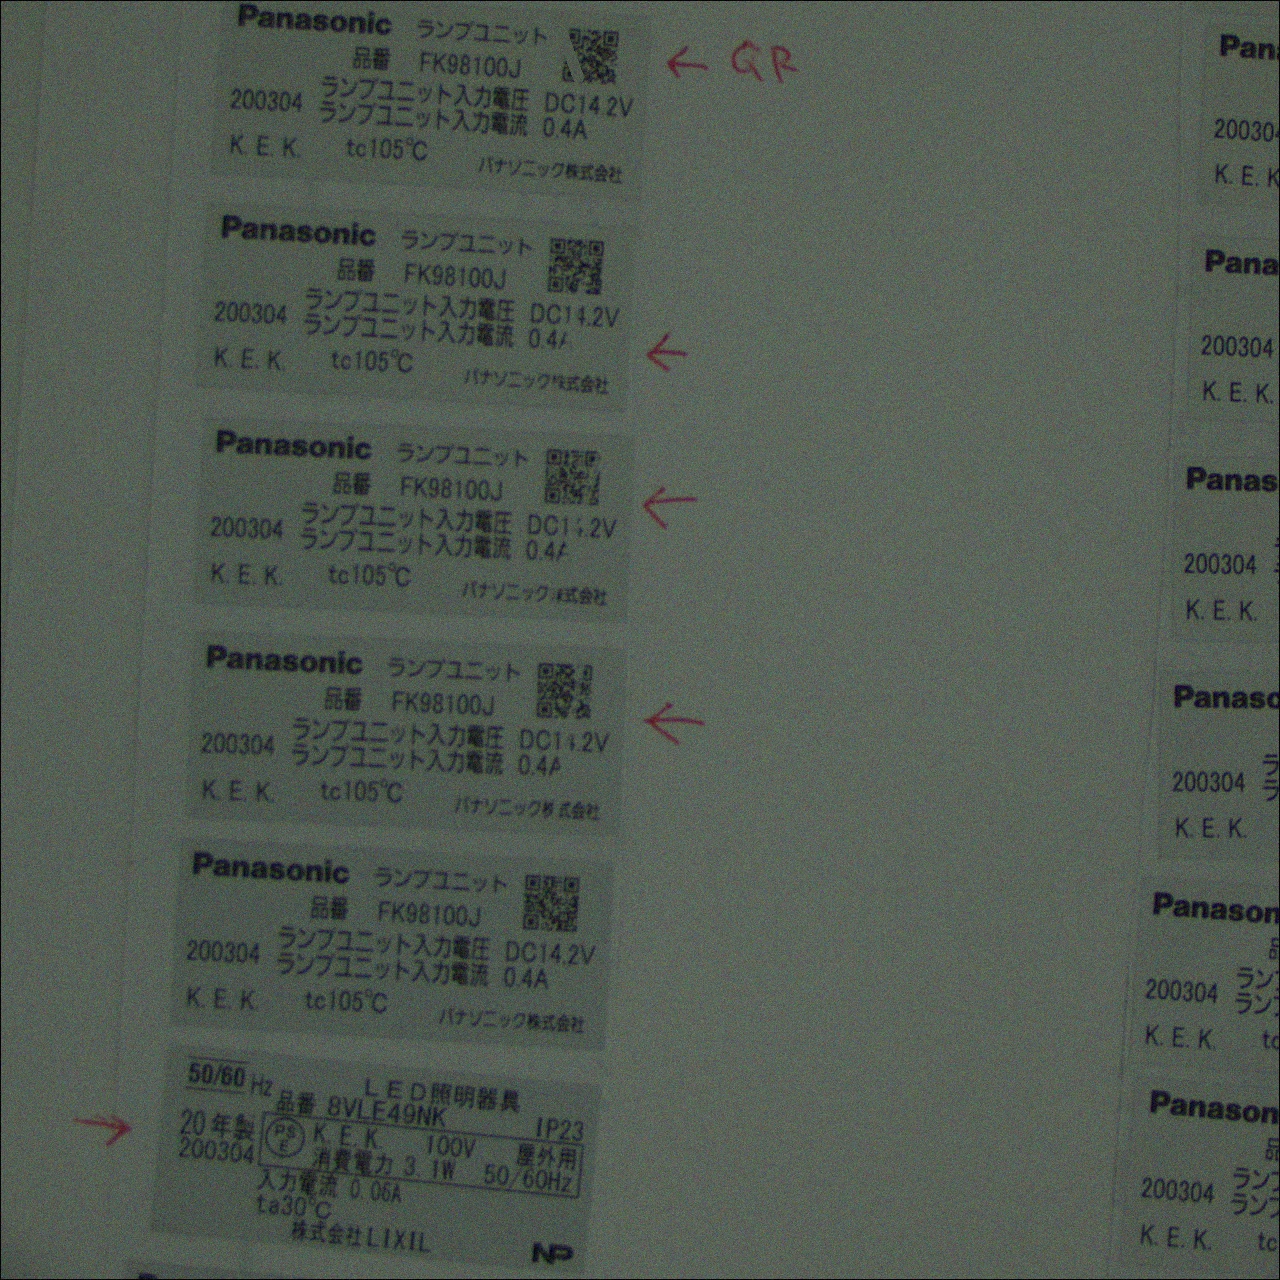 Panasonic ランプユニット
品番 FK98100J
ランプユニット入力電圧 DC14.2V
200304 ランプユニット入力電流 0.4A
K.E.K. tc105℃
パナソニック株式会社
← QR
Panasonic ランプユニット
品番 FK98100J
ランプユニット入力電圧 DC14.2V
200304 ランプユニット入力電流 0.4A
K.E.K. tc105℃
パナソニック株式会社
←
Panasonic ランプユニット
品番 FK98100J
ランプユニット入力電圧 DC14.2V
200304 ランプユニット入力電流 0.4A
K.E.K. tc105℃
パナソニック株式会社
←
Panasonic ランプユニット
品番 FK98100J
ランプユニット入力電圧 DC14.2V
200304 ランプユニット入力電流 0.4A
K.E.K. tc105℃
パナソニック株式会社
←
Panasonic ランプユニット
品番 FK98100J
ランプユニット入力電圧 DC14.2V
200304 ランプユニット入力電流 0.4A
K.E.K. tc105℃
パナソニック株式会社
→
50/60 Hz LED照明器具
品番 8VLE49NK IP23
20年製 PSE K.E.K. 100V 屋外用
200304 消費電力 3.1W 50/60Hz
入力電流 0.06A
ta30℃
株式会社LIXIL NP
Pan
20030
K.E.K
Pana
200304
K.E.K.
Panas
200304
K.E.K.
Panaso
200304 ラ
ラ
K.E.K.
Panason
品
ラン
200304 ラン
K.E.K. tc
Panason
品
ラン
200304 ラン
K.E.K. tc